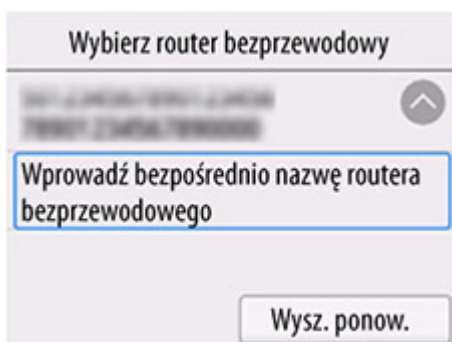 Wybierz router bezprzewodowy
Wprowadź bezpośrednio nazwę routera
bezprzewodowego
Wysz. ponow.